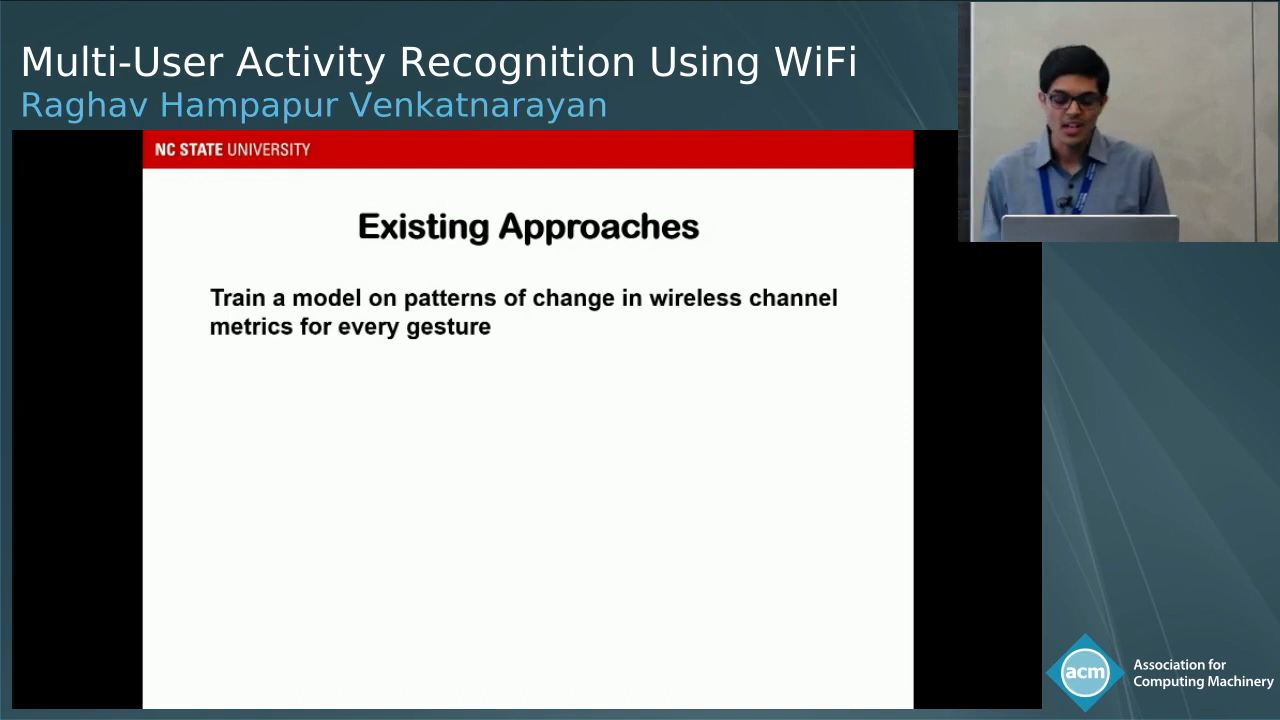 Multi-User Activity Recognition Using WiFi
Raghav Hampapur Venkatnarayan
NC STATE UNIVERSITY
Existing Approaches
Train a model on patterns of change in wireless channel
metrics for every gesture
acm
Association for
Computing Machinery